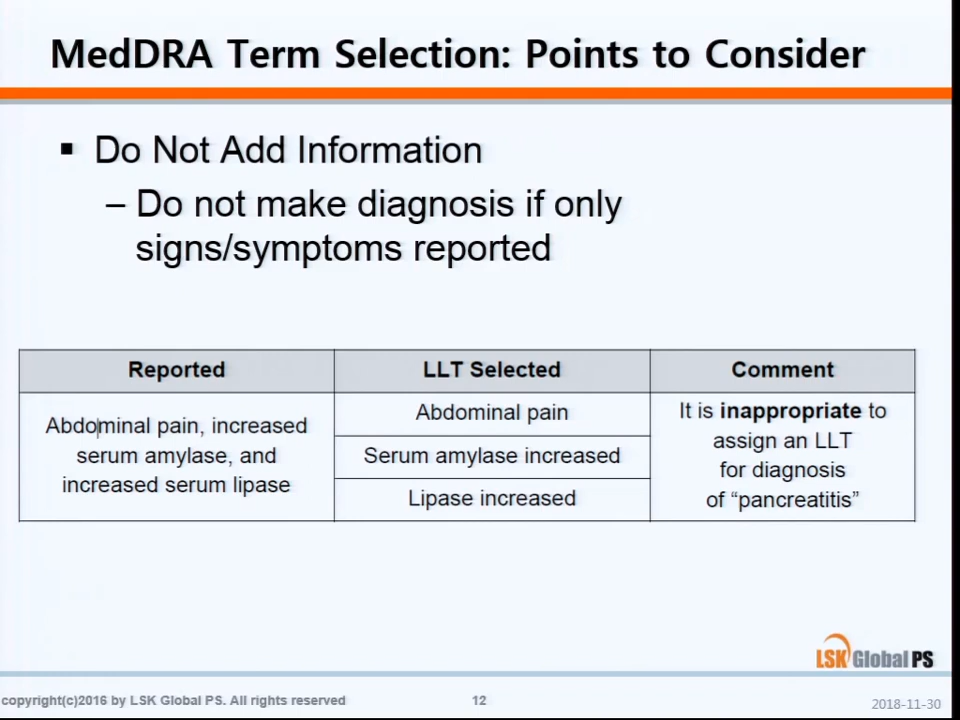 MedDRA Term Selection: Points to Consider
▪ Do Not Add Information
– Do not make diagnosis if only
signs/symptoms reported
Reported
LLT Selected
Comment
Abdominal pain, increased
serum amylase, and
increased serum lipase
Abdominal pain
Serum amylase increased
Lipase increased
It is inappropriate to
assign an LLT
for diagnosis
of “pancreatitis”
LSK Global PS
copyright(c)2016 by LSK Global PS. All rights reserved
12
2018-11-30